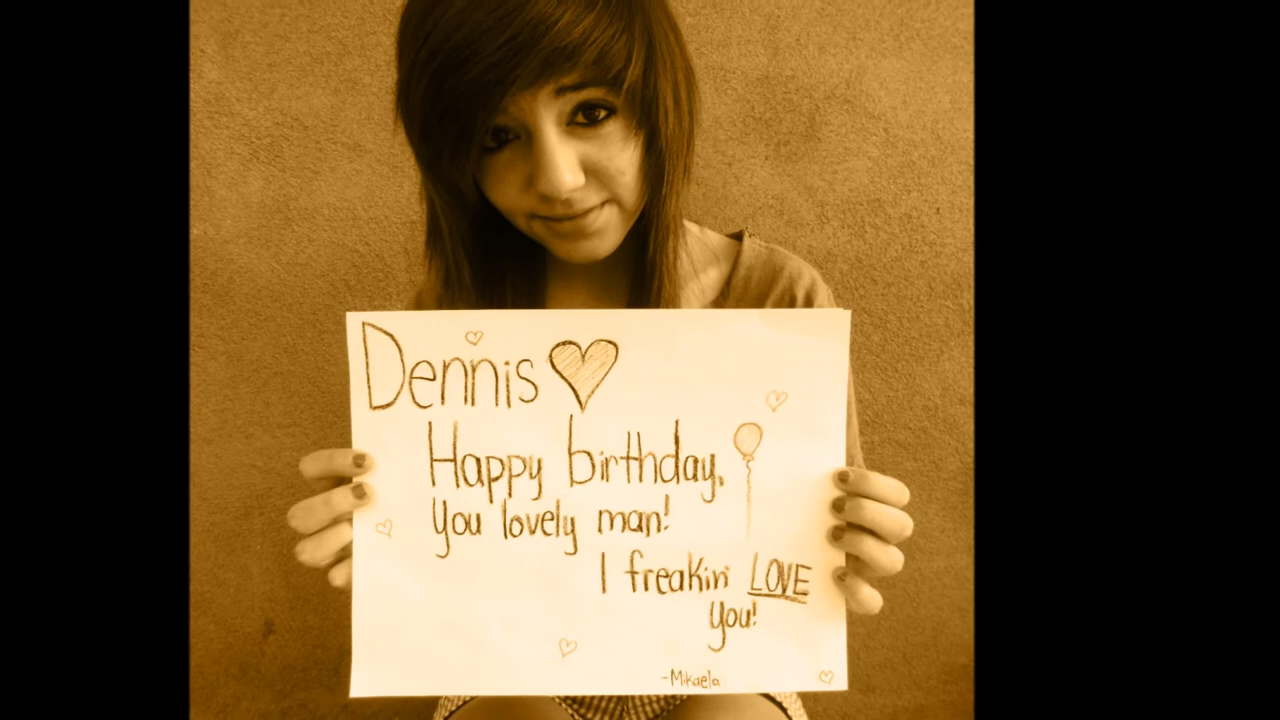 Dennis
Happy birthday,
you lovely man!
I freakin' LOVE
you!
-Mikaela